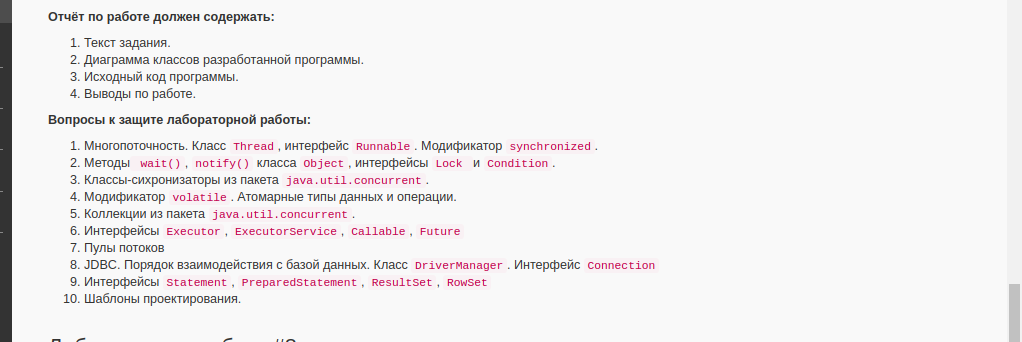 Отчёт по работе должен содержать:
1. Текст задания.
2. Диаграмма классов разработанной программы.
3. Исходный код программы.
4. Выводы по работе.
Вопросы к защите лабораторной работы:
1. Многопоточность. Класс Thread, интерфейс Runnable. Модификатор synchronized.
2. Методы wait(), notify() класса Object, интерфейсы Lock и Condition.
3. Классы-сихронизаторы из пакета java.util.concurrent.
4. Модификатор volatile. Атомарные типы данных и операции.
5. Коллекции из пакета java.util.concurrent.
6. Интерфейсы Executor, ExecutorService, Callable, Future
7. Пулы потоков
8. JDBC. Порядок взаимодействия с базой данных. Класс DriverManager. Интерфейс Connection
9. Интерфейсы Statement, PreparedStatement, ResultSet, RowSet
10. Шаблоны проектирования.